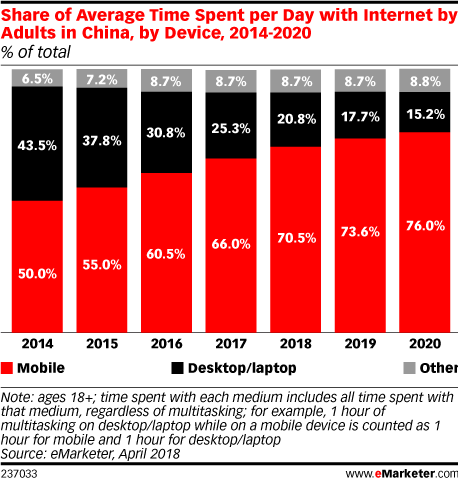 Share of Average Time Spent per Day with Internet by
Adults in China, by Device, 2014-2020
% of total
6.5% 7.2% 8.7% 8.7% 8.7% 8.7% 8.8%
43.5% 37.8% 30.8% 25.3% 20.8% 17.7% 15.2%
50.0% 55.0% 60.5% 66.0% 70.5% 73.6% 76.0%
2014 2015 2016 2017 2018 2019 2020
Mobile Desktop/laptop Other
Note: ages 18+; time spent with each medium includes all time spent with
that medium, regardless of multitasking; for example, 1 hour of
multitasking on desktop/laptop while on a mobile device is counted as 1
hour for mobile and 1 hour for desktop/laptop
Source: eMarketer, April 2018
237033 www.eMarketer.com